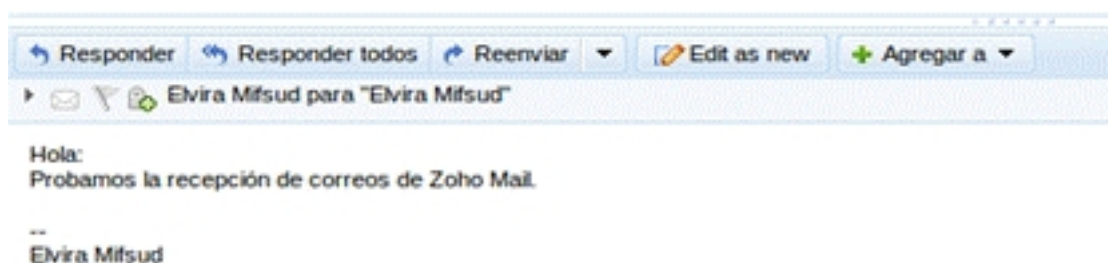 Responder Responder todos Reenviar Edit as new Agregar a
Elvira Mifsud para "Elvira Mifsud"
Hola:
Probamos la recepción de correos de Zoho Mail.
--
Elvira Mifsud